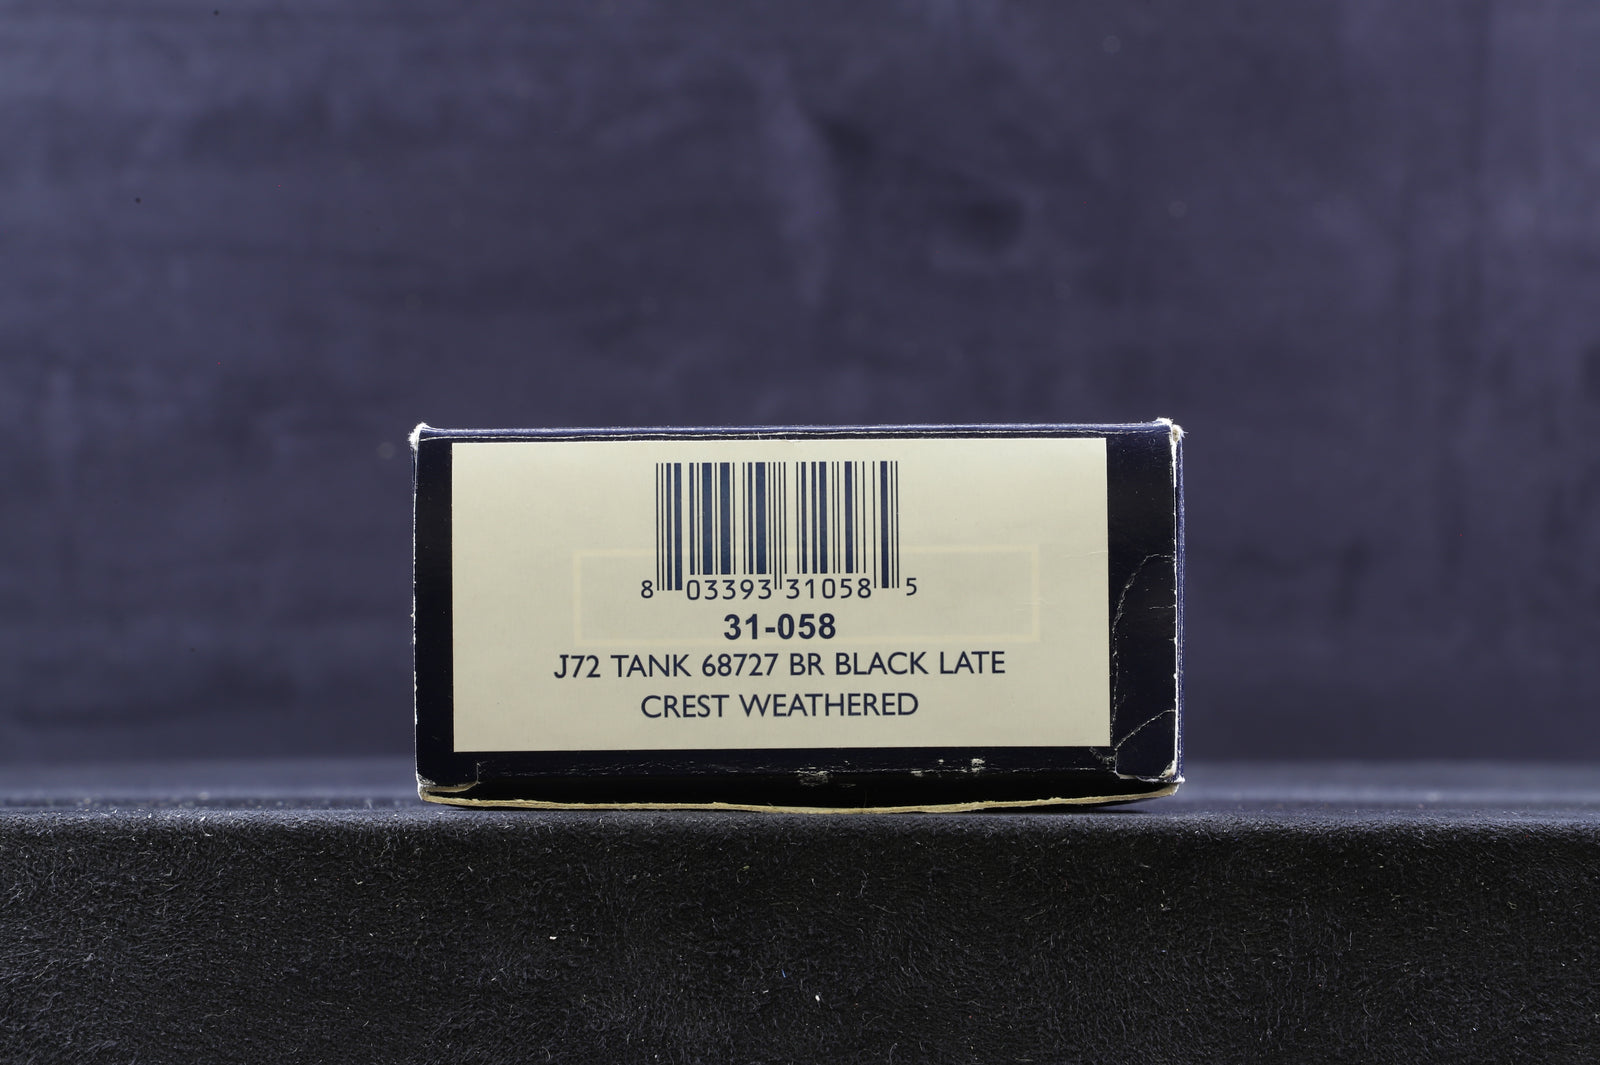 8 03393 31058 5
31-058
J72 TANK 68727 BR BLACK LATE
CREST WEATHERED